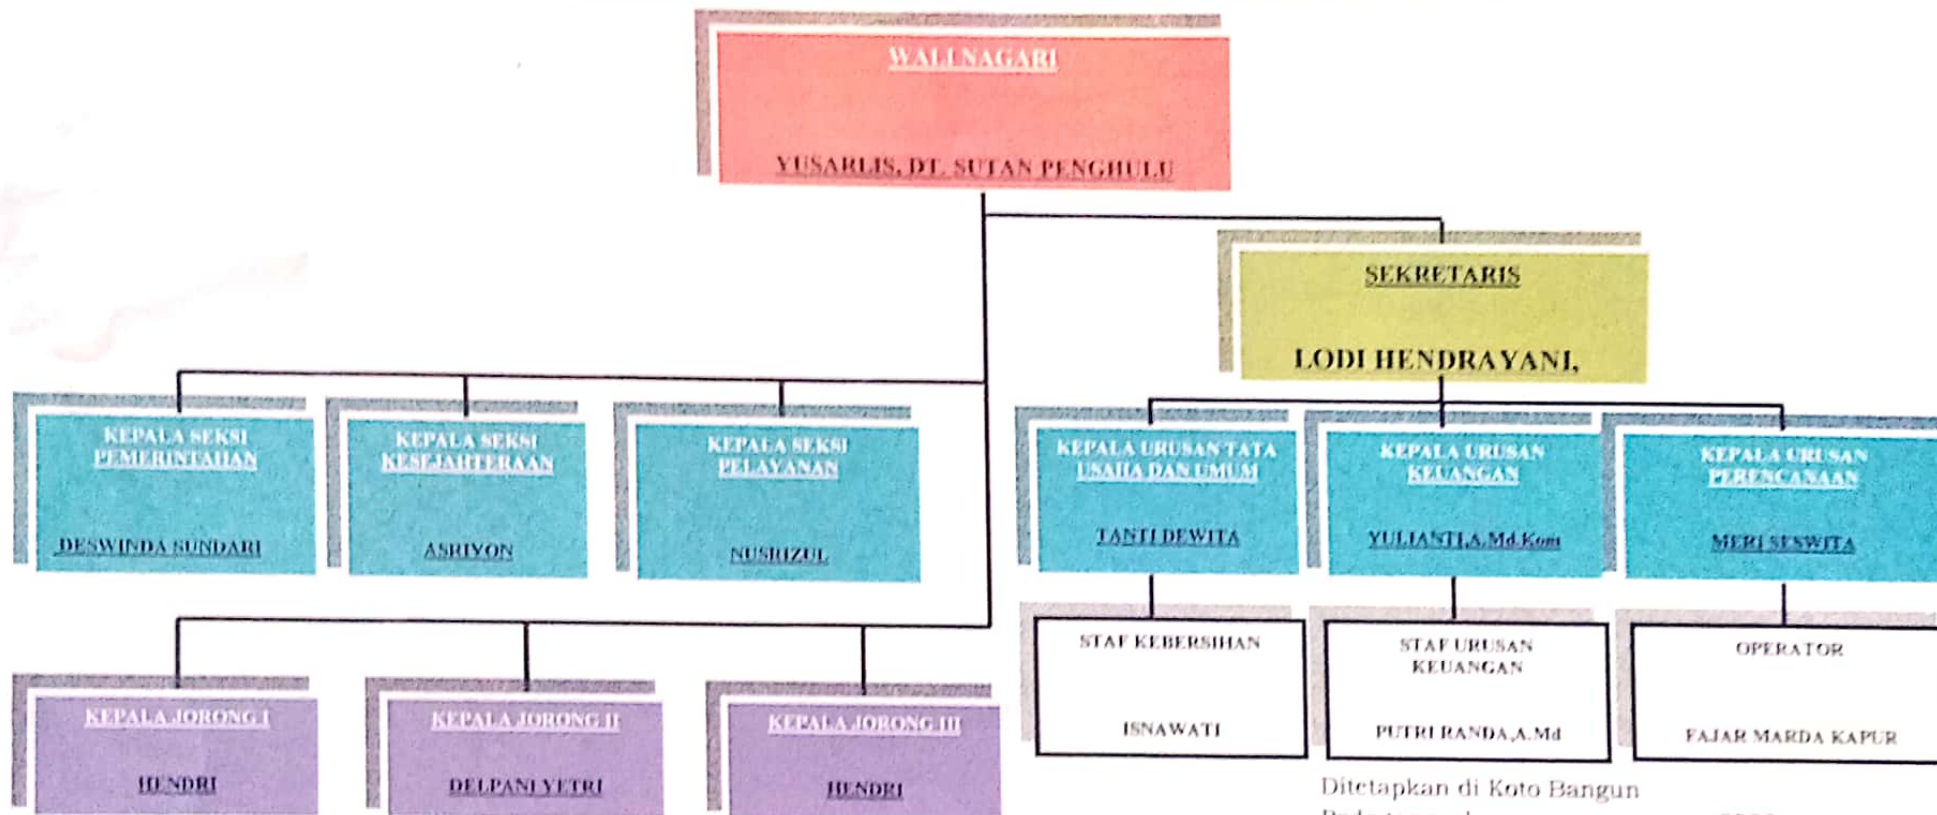 WALI NAGARI
YUSARLIS, DT. SUTAN PENGHULU
SEKRETARIS
LODI HENDRAYANI,
KEPALA SEKSI
PEMERINTAHAN
DESWINDA SUNDARI
KEPALA SEKSI
KESEJAHTERAAN
ASRIYON
KEPALA SEKSI
PELAYANAN
NUSRIZUL
KEPALA URUSAN TATA
USAHA DAN UMUM
TANTI DEWITA
KEPALA URUSAN
KEUANGAN
YULIANTI,A.Md.Kom
KEPALA URUSAN
PERENCANAAN
MERI SESWITA
STAF KEBERSIHAN
ISNAWATI
STAF URUSAN
KEUANGAN
PUTRI RANDA,A.Md
OPERATOR
FAJAR MARDA KAPUR
KEPALA JORONG I
HENDRI
KEPALA JORONG II
DELPANI YETRI
KEPALA JORONG III
HENDRI
Ditetapkan di Koto Bangun